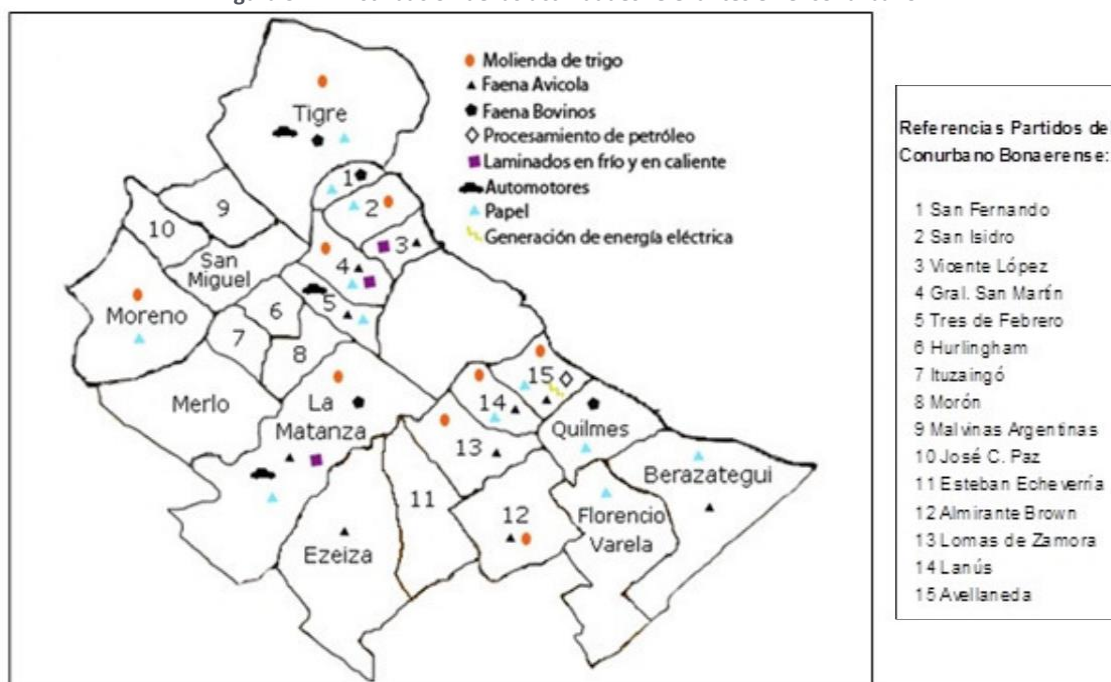 Tigre
Molienda de trigo
Faena Avicola
Faena Bovinos
Procesamiento de petróleo
Laminados en frío y en caliente
Automotores
Papel
Generación de energía eléctrica
1
2
3
4
5
9
10
San
Miguel
Moreno
6
7
8
Merlo
La
Matanza
15
14
13
Quilmes
Berazategui
11
12
Florencio
Varela
Ezeiza
Referencias Partidos de
Conurbano Bonaerense:
1 San Fernando
2 San Isidro
3 Vicente López
4 Gral. San Martín
5 Tres de Febrero
6 Hurlingham
7 Ituzaingó
8 Morón
9 Malvinas Argentinas
10 José C. Paz
11 Esteban Echeverría
12 Almirante Brown
13 Lomas de Zamora
14 Lanús
15 Avellaneda